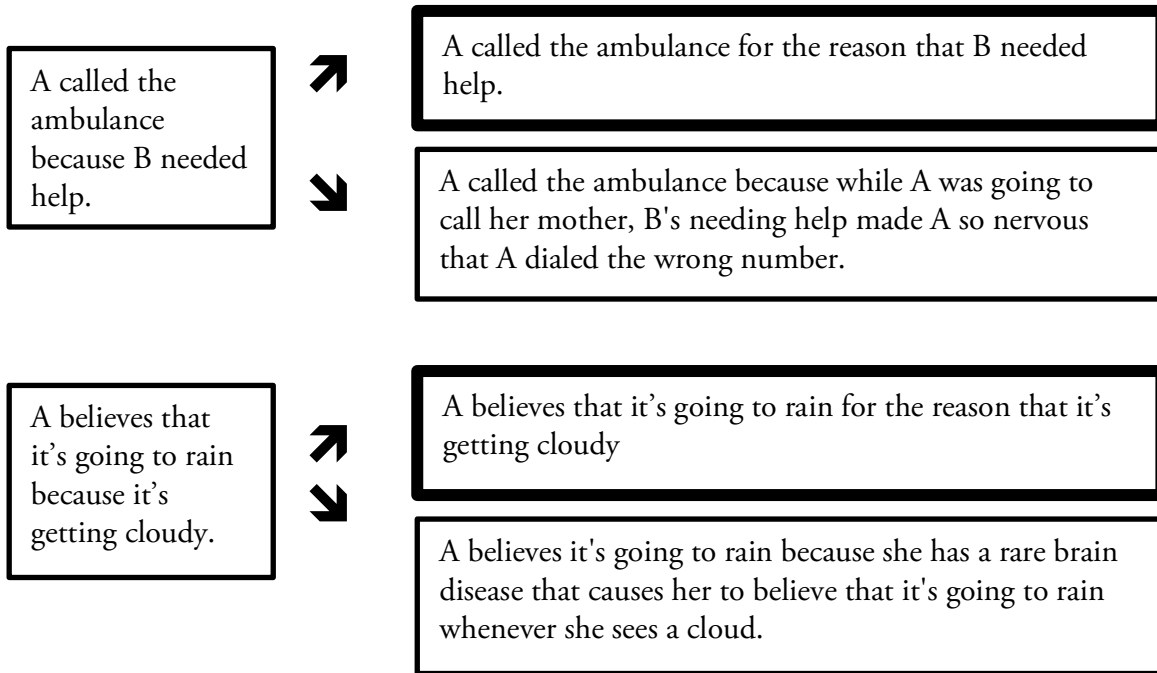 A called the
ambulance
because B needed
help.
A called the ambulance for the reason that B needed
help.
A called the ambulance because while A was going to
call her mother, B's needing help made A so nervous
that A dialed the wrong number.
A believes that
it’s going to rain
because it’s
getting cloudy.
A believes that it’s going to rain for the reason that it’s
getting cloudy
A believes it's going to rain because she has a rare brain
disease that causes her to believe that it's going to rain
whenever she sees a cloud.